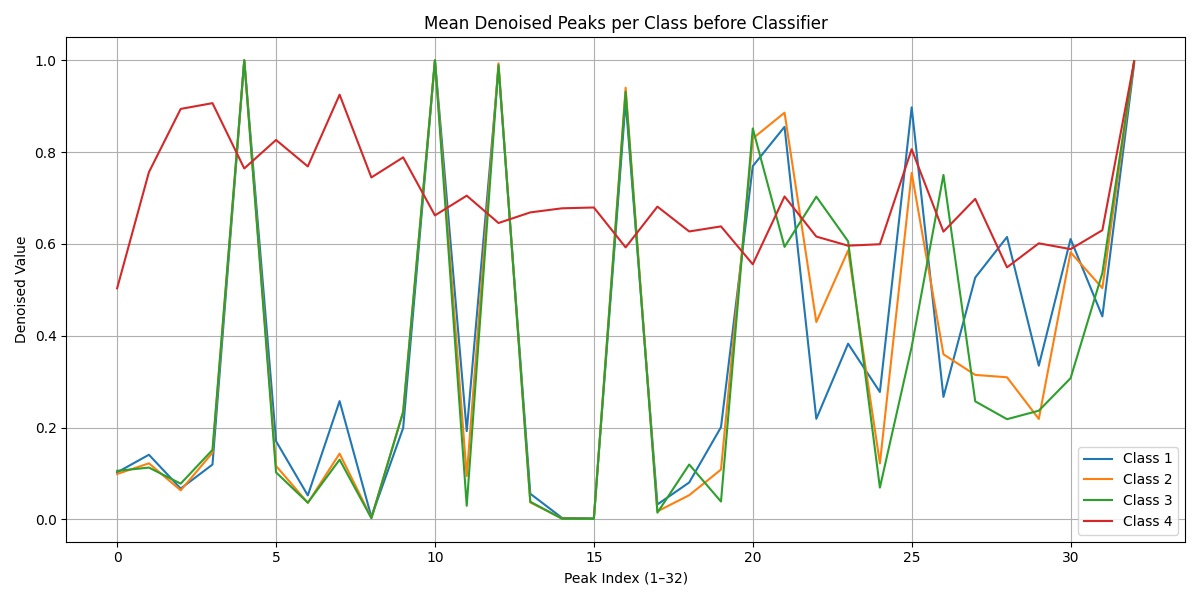 Mean Denoised Peaks per Class before Classifier
Denoised Value
1.0
0.8
0.6
0.4
0.2
0.0
0 5 10 15 20 25 30
Peak Index (1–32)
Class 1
Class 2
Class 3
Class 4